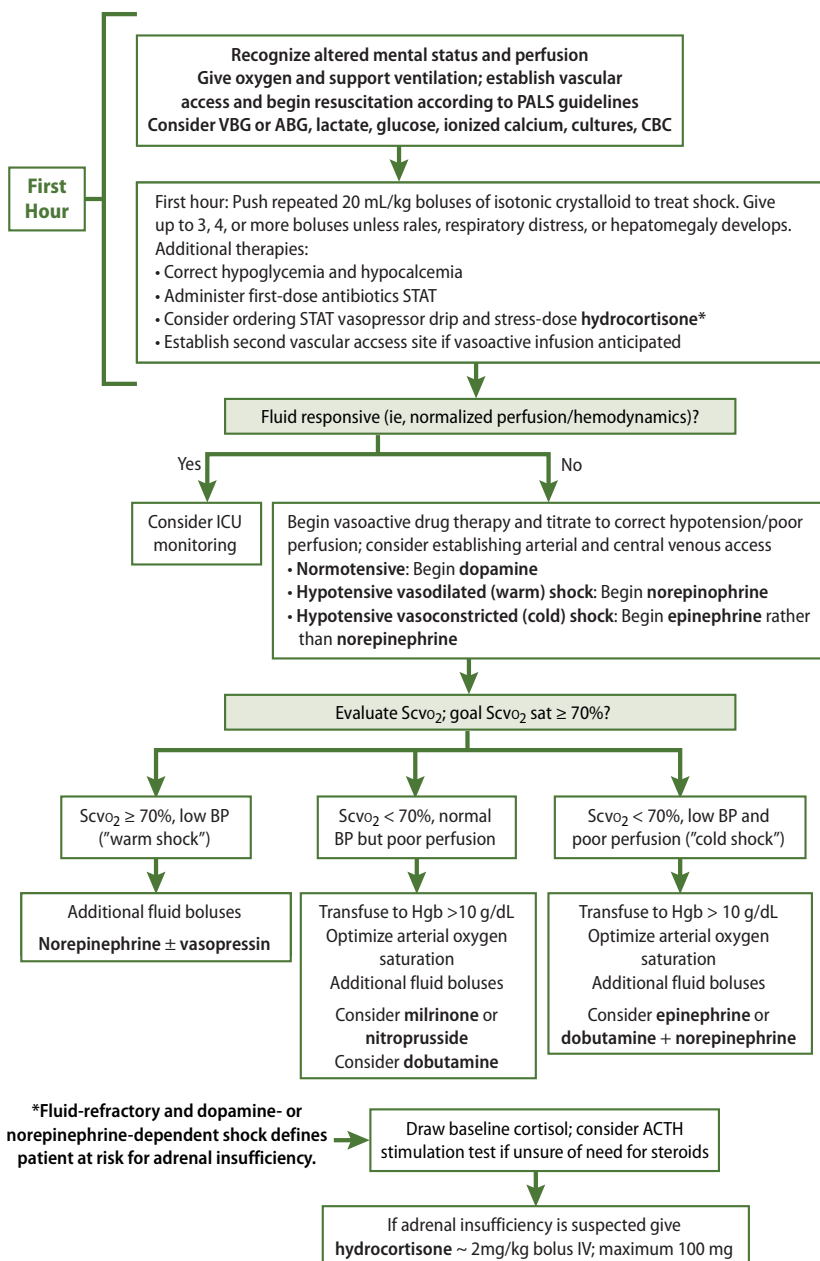 Recognize altered mental status and perfusion
Give oxygen and support ventilation; establish vascular
access and begin resuscitation according to PALS guidelines
Consider VBG or ABG, lactate, glucose, ionized calcium, cultures, CBC
First
Hour
First hour: Push repeated 20 mL/kg boluses of isotonic crystalloid to treat shock. Give
up to 3, 4, or more boluses unless rales, respiratory distress, or hepatomegaly develops.
Additional therapies:
• Correct hypoglycemia and hypocalcemia
• Administer first-dose antibiotics STAT
• Consider ordering STAT vasopressor drip and stress-dose hydrocortisone*
• Establish second vascular accsess site if vasoactive infusion anticipated
Fluid responsive (ie, normalized perfusion/hemodynamics)?
Yes
No
Consider ICU
monitoring
Begin vasoactive drug therapy and titrate to correct hypotension/poor
perfusion; consider establishing arterial and central venous access
• Normotensive: Begin dopamine
• Hypotensive vasodilated (warm) shock: Begin norepinophrine
• Hypotensive vasoconstricted (cold) shock: Begin epinephrine rather
than norepinephrine
Evaluate Scvo₂; goal Scvo₂ sat ≥ 70%?
Scvo₂ ≥ 70%, low BP
("warm shock")
Scvo₂ < 70%, normal
BP but poor perfusion
Scvo₂ < 70%, low BP and
poor perfusion ("cold shock")
Additional fluid boluses
Norepinephrine ± vasopressin
Transfuse to Hgb >10 g/dL
Optimize arterial oxygen
saturation
Additional fluid boluses
Consider milrinone or
nitroprusside
Consider dobutamine
Transfuse to Hgb > 10 g/dL
Optimize arterial oxygen
saturation
Additional fluid boluses
Consider epinephrine or
dobutamine + norepinephrine
*Fluid-refractory and dopamine- or
norepinephrine-dependent shock defines
patient at risk for adrenal insufficiency.
Draw baseline cortisol; consider ACTH
stimulation test if unsure of need for steroids
If adrenal insufficiency is suspected give
hydrocortisone ~ 2mg/kg bolus IV; maximum 100 mg